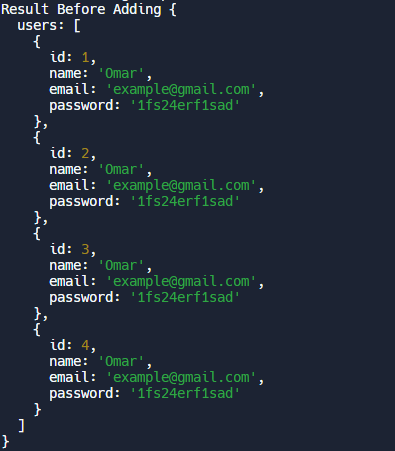 Result Before Adding {
  users: [
    {
      id: 1,
      name: 'Omar',
      email: 'example@gmail.com',
      password: '1fs24erf1sad'
    },
    {
      id: 2,
      name: 'Omar',
      email: 'example@gmail.com',
      password: '1fs24erf1sad'
    },
    {
      id: 3,
      name: 'Omar',
      email: 'example@gmail.com',
      password: '1fs24erf1sad'
    },
    {
      id: 4,
      name: 'Omar',
      email: 'example@gmail.com',
      password: '1fs24erf1sad'
    }
  ]
}